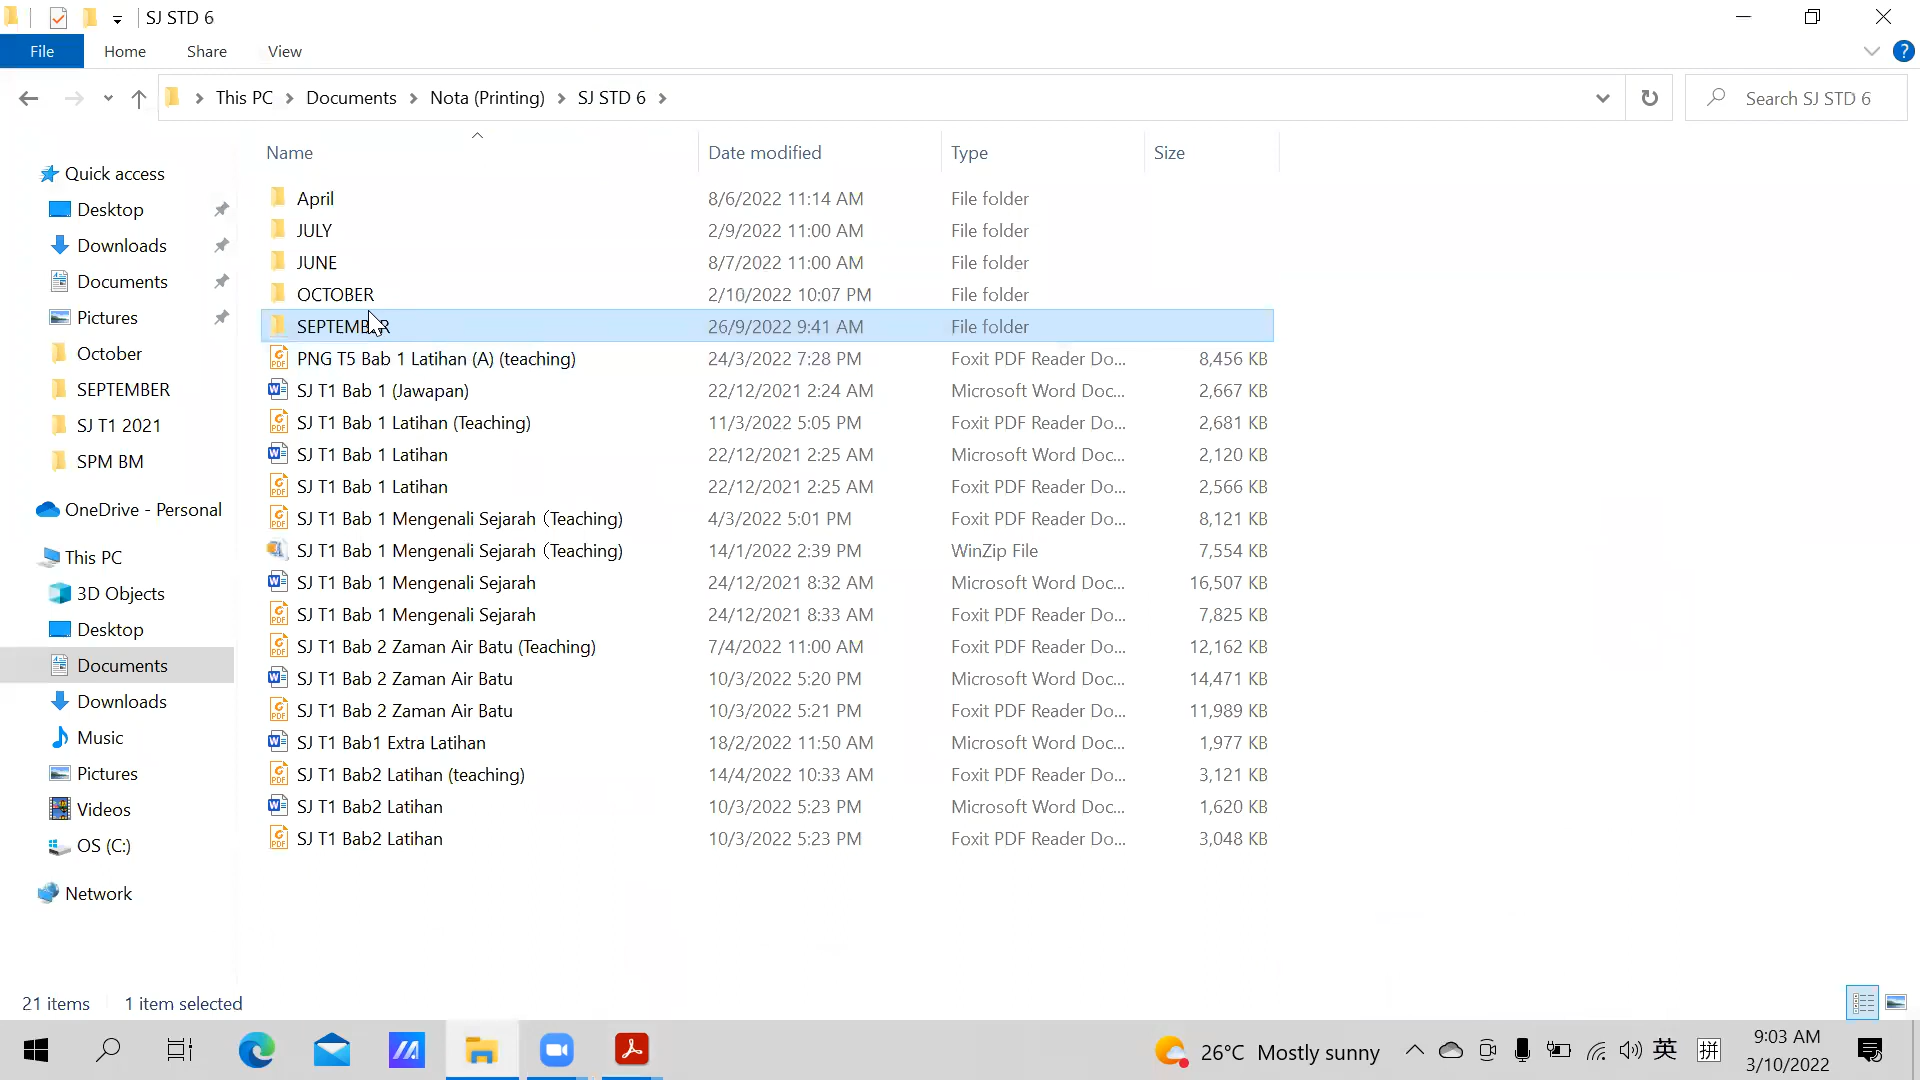 SJ STD 6
File Home Share View
This PC Documents Nota (Printing) SJ STD 6 Search SJ STD 6
Name Date modified Type Size
Quick access
Desktop
Downloads
Documents
Pictures
October
SEPTEMBER
SJ T1 2021
SPM BM
OneDrive - Personal
This PC
3D Objects
Desktop
Documents
Downloads
Music
Pictures
Videos
OS (C:)
Network
April 8/6/2022 11:14 AM File folder
JULY 2/9/2022 11:00 AM File folder
JUNE 8/7/2022 11:00 AM File folder
OCTOBER 2/10/2022 10:07 PM File folder
SEPTEMBER 26/9/2022 9:41 AM File folder
PNG T5 Bab 1 Latihan (A) (teaching) 24/3/2022 7:28 PM Foxit PDF Reader Do... 8,456 KB
SJ T1 Bab 1 (Jawapan) 22/12/2021 2:24 AM Microsoft Word Doc... 2,667 KB
SJ T1 Bab 1 Latihan (Teaching) 11/3/2022 5:05 PM Foxit PDF Reader Do... 2,681 KB
SJ T1 Bab 1 Latihan 22/12/2021 2:25 AM Microsoft Word Doc... 2,120 KB
SJ T1 Bab 1 Latihan 22/12/2021 2:25 AM Foxit PDF Reader Do... 2,566 KB
SJ T1 Bab 1 Mengenali Sejarah（Teaching) 4/3/2022 5:01 PM Foxit PDF Reader Do... 8,121 KB
SJ T1 Bab 1 Mengenali Sejarah（Teaching) 14/1/2022 2:39 PM WinZip File 7,554 KB
SJ T1 Bab 1 Mengenali Sejarah 24/12/2021 8:32 AM Microsoft Word Doc... 16,507 KB
SJ T1 Bab 1 Mengenali Sejarah 24/12/2021 8:33 AM Foxit PDF Reader Do... 7,825 KB
SJ T1 Bab 2 Zaman Air Batu (Teaching) 7/4/2022 11:00 AM Foxit PDF Reader Do... 12,162 KB
SJ T1 Bab 2 Zaman Air Batu 10/3/2022 5:20 PM Microsoft Word Doc... 14,471 KB
SJ T1 Bab 2 Zaman Air Batu 10/3/2022 5:21 PM Foxit PDF Reader Do... 11,989 KB
SJ T1 Bab1 Extra Latihan 18/2/2022 11:50 AM Microsoft Word Doc... 1,977 KB
SJ T1 Bab2 Latihan (teaching) 14/4/2022 10:33 AM Foxit PDF Reader Do... 3,121 KB
SJ T1 Bab2 Latihan 10/3/2022 5:23 PM Microsoft Word Doc... 1,620 KB
SJ T1 Bab2 Latihan 10/3/2022 5:23 PM Foxit PDF Reader Do... 3,048 KB
21 items 1 item selected
26°C Mostly sunny 英 拼 9:03 AM
3/10/2022